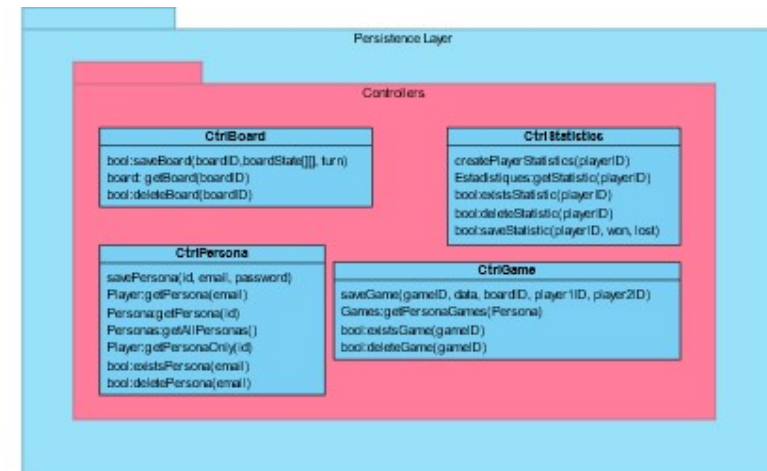 Persistence Layer
Controllers
CtrlBoard
bool:saveBoard(boardID,boardState[][], turn)
board: getBoard(boardID)
bool:deleteBoard(boardID)
CtrlStatistics
createPlayerStatistics(playerID)
Estadistiques:getStatistic(playerID)
bool:existsStatistic(playerID)
bool:deleteStatistic(playerID)
bool:saveStatistic(playerID, won, lost)
CtrlPersona
savePersona(id, email, password)
Player:getPersona(email)
Persona:getPersona(id)
Personas:getAllPersonas()
Player:getPersonaOnly(id)
bool:existsPersona(email)
bool:deletePersona(email)
CtrlGame
saveGame(gameID, data, boardID, player1ID, player2ID)
Games:getPersonaGames(Persona)
bool:existsGame(gameID)
bool:deleteGame(gameID)